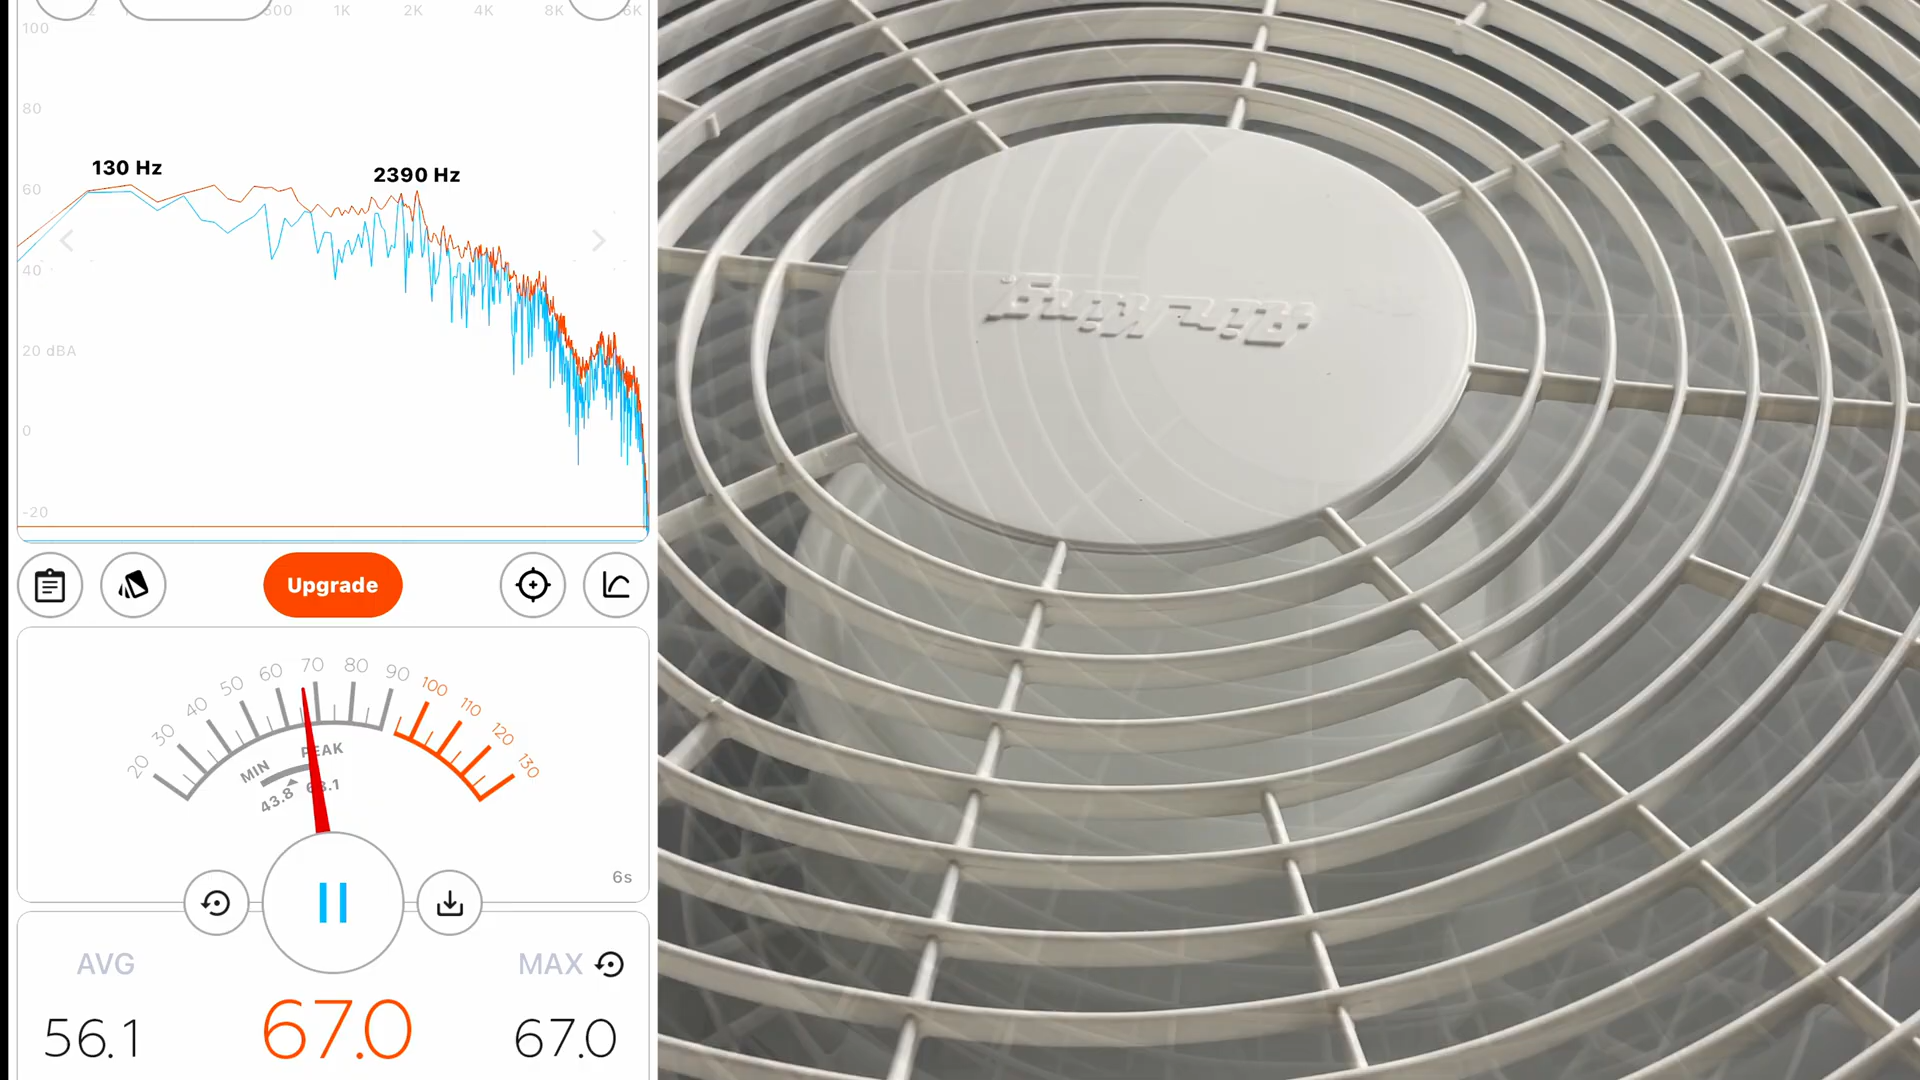 500 1K 2K 4K 8K
100
80
130 Hz
2390 Hz
60
40
20 dBA
0
-20
Upgrade
20 30 40 50 60 70 80 90 100 110 120 130
MIN PEAK
43.8
6s
AVG
MAX
56.1
67.0
67.0
Air King